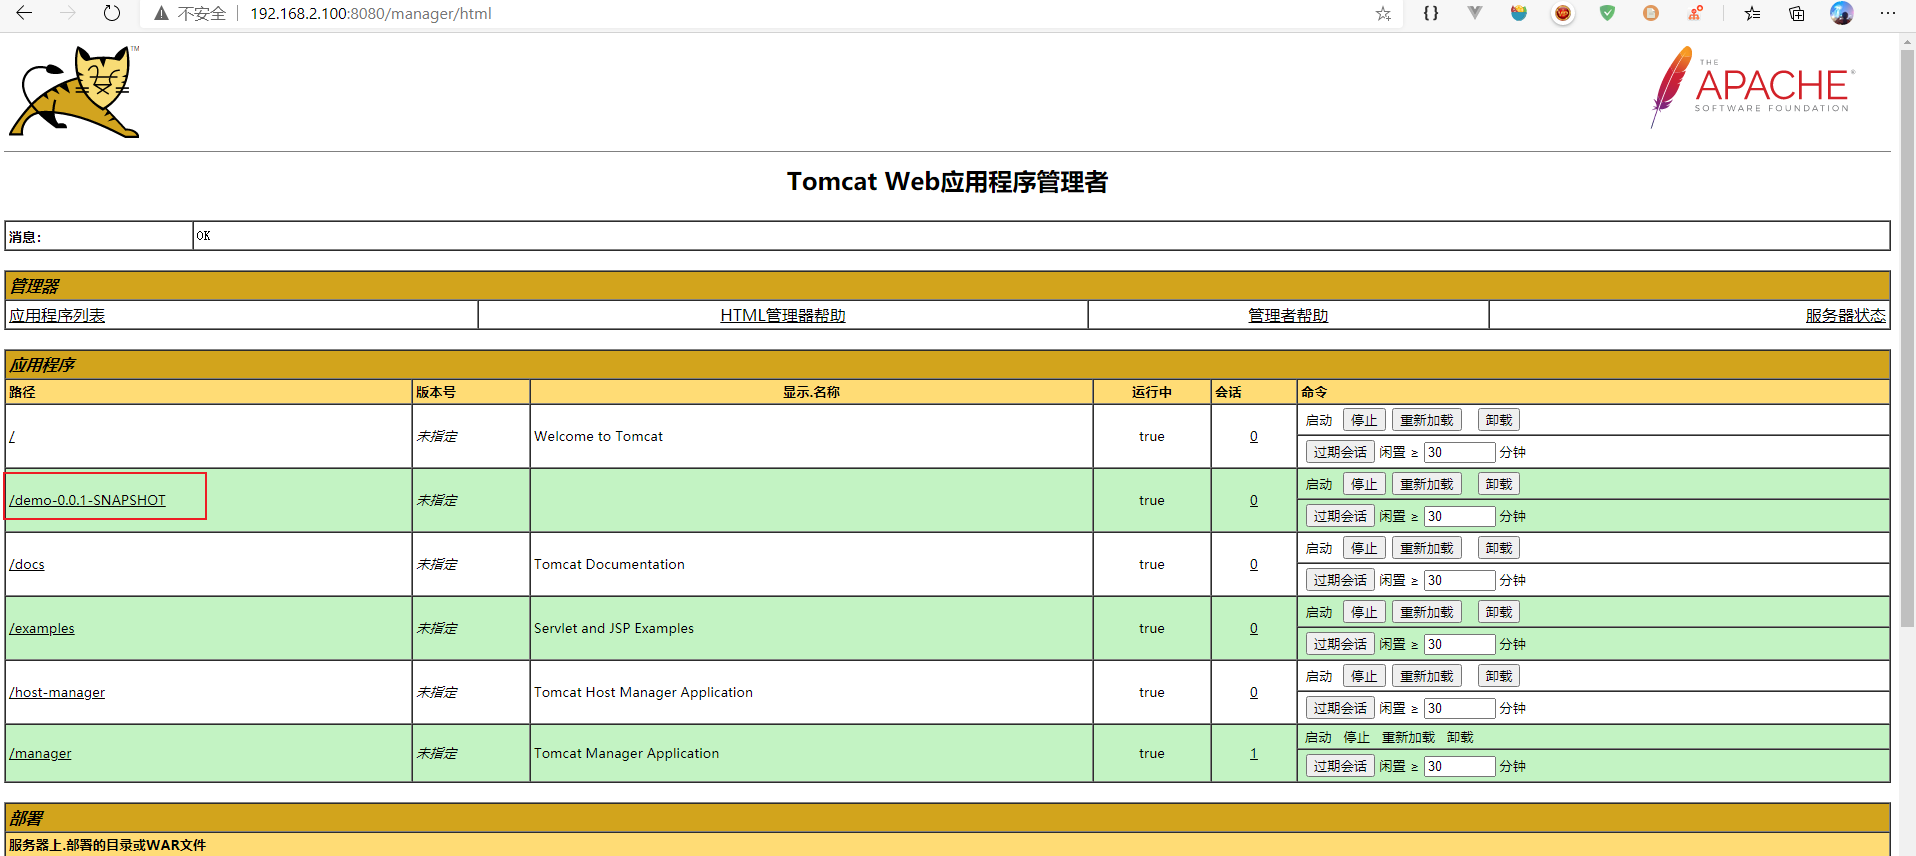 不安全 192.168.2.100:8080/manager/html
TM
THE
APACHE®
SOFTWARE FOUNDATION
Tomcat Web应用程序管理者
消息: OK
管理器
应用程序列表 HTML管理器帮助 管理者帮助 服务器状态
应用程序
路径 版本号 显示.名称 运行中 会话 命令
/ 未指定 Welcome to Tomcat true 0 启动 停止 重新加载 卸载
过期会话 闲置 ≥ 30 分钟
/demo-0.0.1-SNAPSHOT 未指定 true 0 启动 停止 重新加载 卸载
过期会话 闲置 ≥ 30 分钟
/docs 未指定 Tomcat Documentation true 0 启动 停止 重新加载 卸载
过期会话 闲置 ≥ 30 分钟
/examples 未指定 Servlet and JSP Examples true 0 启动 停止 重新加载 卸载
过期会话 闲置 ≥ 30 分钟
/host-manager 未指定 Tomcat Host Manager Application true 0 启动 停止 重新加载 卸载
过期会话 闲置 ≥ 30 分钟
/manager 未指定 Tomcat Manager Application true 1 启动 停止 重新加载 卸载
过期会话 闲置 ≥ 30 分钟
部署
服务器上.部署的目录或WAR文件